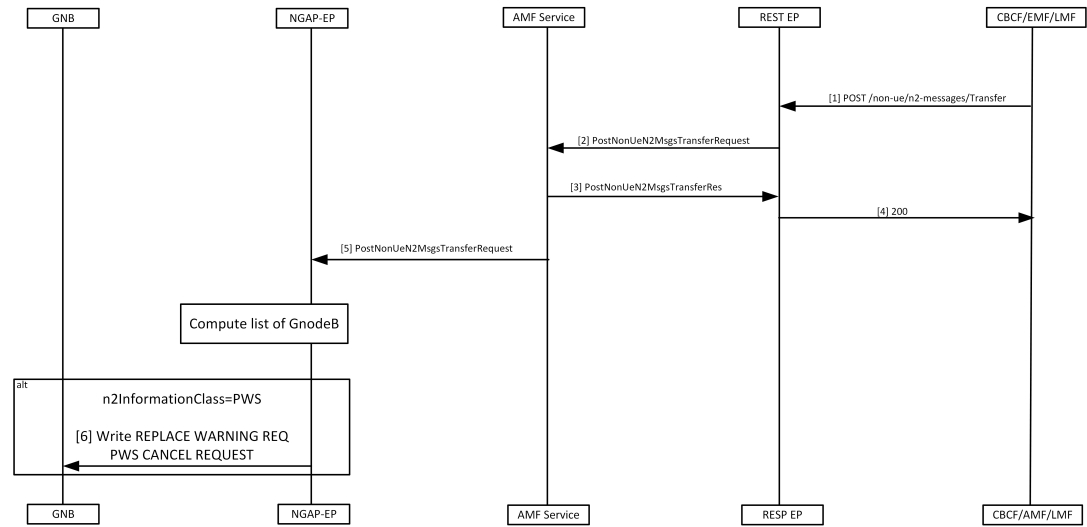 GNB
NGAP-EP
AMF Service
REST EP
CBCF/EMF/LMF
[1] POST /non-ue/n2-messages/Transfer
[2] PostNonUeN2MsgsTransferRequest
[3] PostNonUeN2MsgTransferRes
[4] 200
[5] PostNonUeN2MsgTransferRequest
Compute list of GnodeB
alt
n2InformationClass=PWS
[6] Write REPLACE WARNING REQ
PWS CANCEL REQUEST
GNB
NGAP-EP
AMF Service
RESP EP
CBCF/AMF/LMF